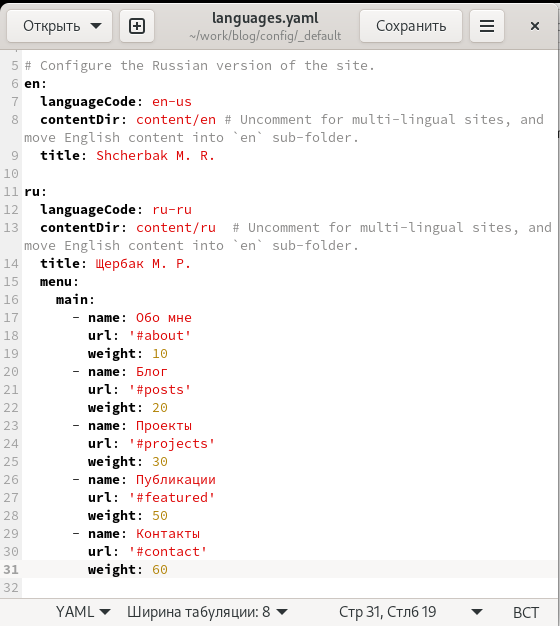 Открыть
languages.yaml
~/work/blog/config/_default
Сохранить
5 # Configure the Russian version of the site.
6 en:
7   languageCode: en-us
8   contentDir: content/en # Uncomment for multi-lingual sites, and
move English content into `en` sub-folder.
9   title: Shcherbak M. R.
10
11 ru:
12   languageCode: ru-ru
13   contentDir: content/ru  # Uncomment for multi-lingual sites, and
move English content into `en` sub-folder.
14   title: Щербак М. Р.
15   menu:
16     main:
17       - name: Обо мне
18         url: '#about'
19         weight: 10
20       - name: Блог
21         url: '#posts'
22         weight: 20
23       - name: Проекты
24         url: '#projects'
25         weight: 30
26       - name: Публикации
27         url: '#featured'
28         weight: 50
29       - name: Контакты
30         url: '#contact'
31         weight: 60
32
YAML Ширина табуляции: 8 Стр 31, Стлб 19 ВСТ